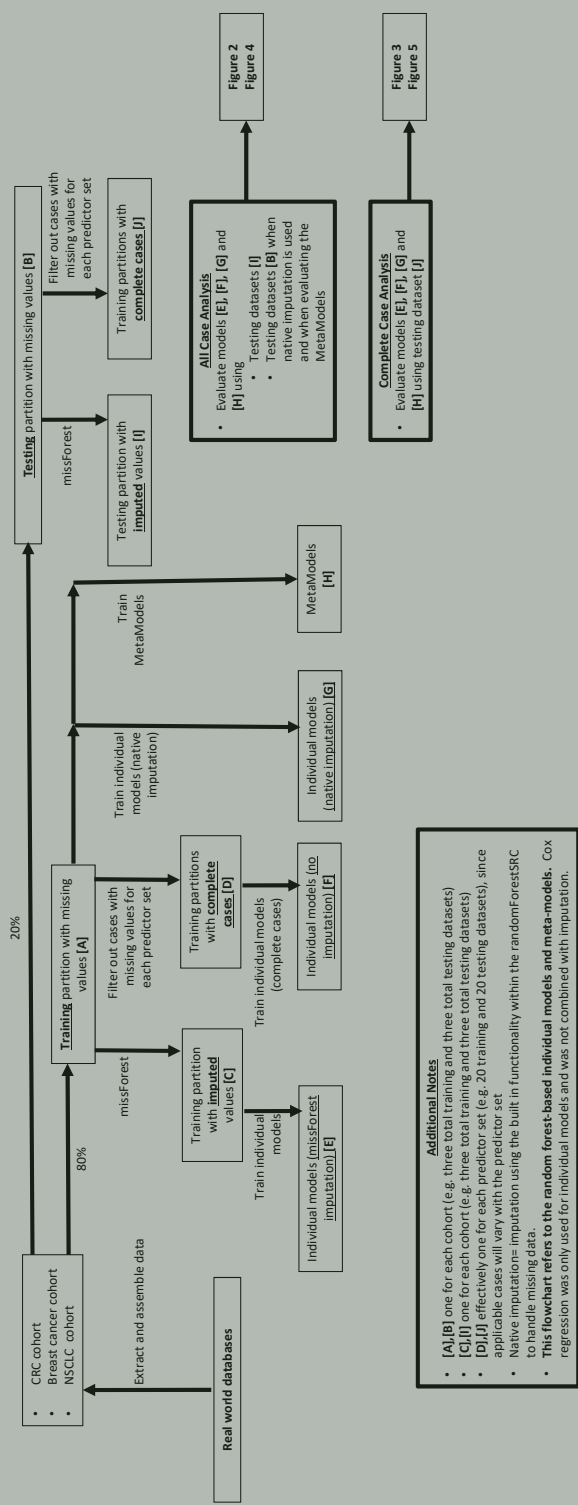 • CRC cohort
• Breast cancer cohort
• NSCLC cohort
Extract and assemble data
Real world databases
20%
80%
Training partition with missing
values [A]
missForest
Filter out cases with
missing values for
each predictor set
Training partition
with imputed
values [C]
Training partitions
with complete
cases [D]
Train individual
models
Train individual models
(complete cases)
Individual models (missForest
imputation) [E]
Individual models (no
imputation) [F]
Train individual
models (native
imputation)
Individual models
(native imputation) [G]
Train
MetaModels
MetaModels
[H]
Testing partition with missing values [B]
missForest
Filter out cases with
missing values for
each predictor set
Testing partition with
imputed values [I]
Training partitions with
complete cases [J]
All Case Analysis
• Evaluate models [E], [F], [G] and
[H] using
• Testing datasets [I]
• Testing datasets [B] when
native imputation is used
and when evaluating the
MetaModels
Figure 2
Figure 4
Complete Case Analysis
• Evaluate models [E], [F], [G] and
[H] using testing dataset [J]
Figure 3
Figure 5
Additional Notes
• [A],[B] one for each cohort (e.g. three total training and three total testing datasets)
• [C],[I] one for each cohort (e.g. three total training and three total testing datasets)
• [D],[J] effectively one for each predictor set (e.g. 20 training and 20 testing datasets), since
applicable cases will vary with the predictor set
• Native imputation= imputation using the built in functionality within the randomForestSRC
to handle missing data.
• This flowchart refers to the random forest-based individual models and meta-models. Cox
regression was only used for individual models and was not combined with imputation.